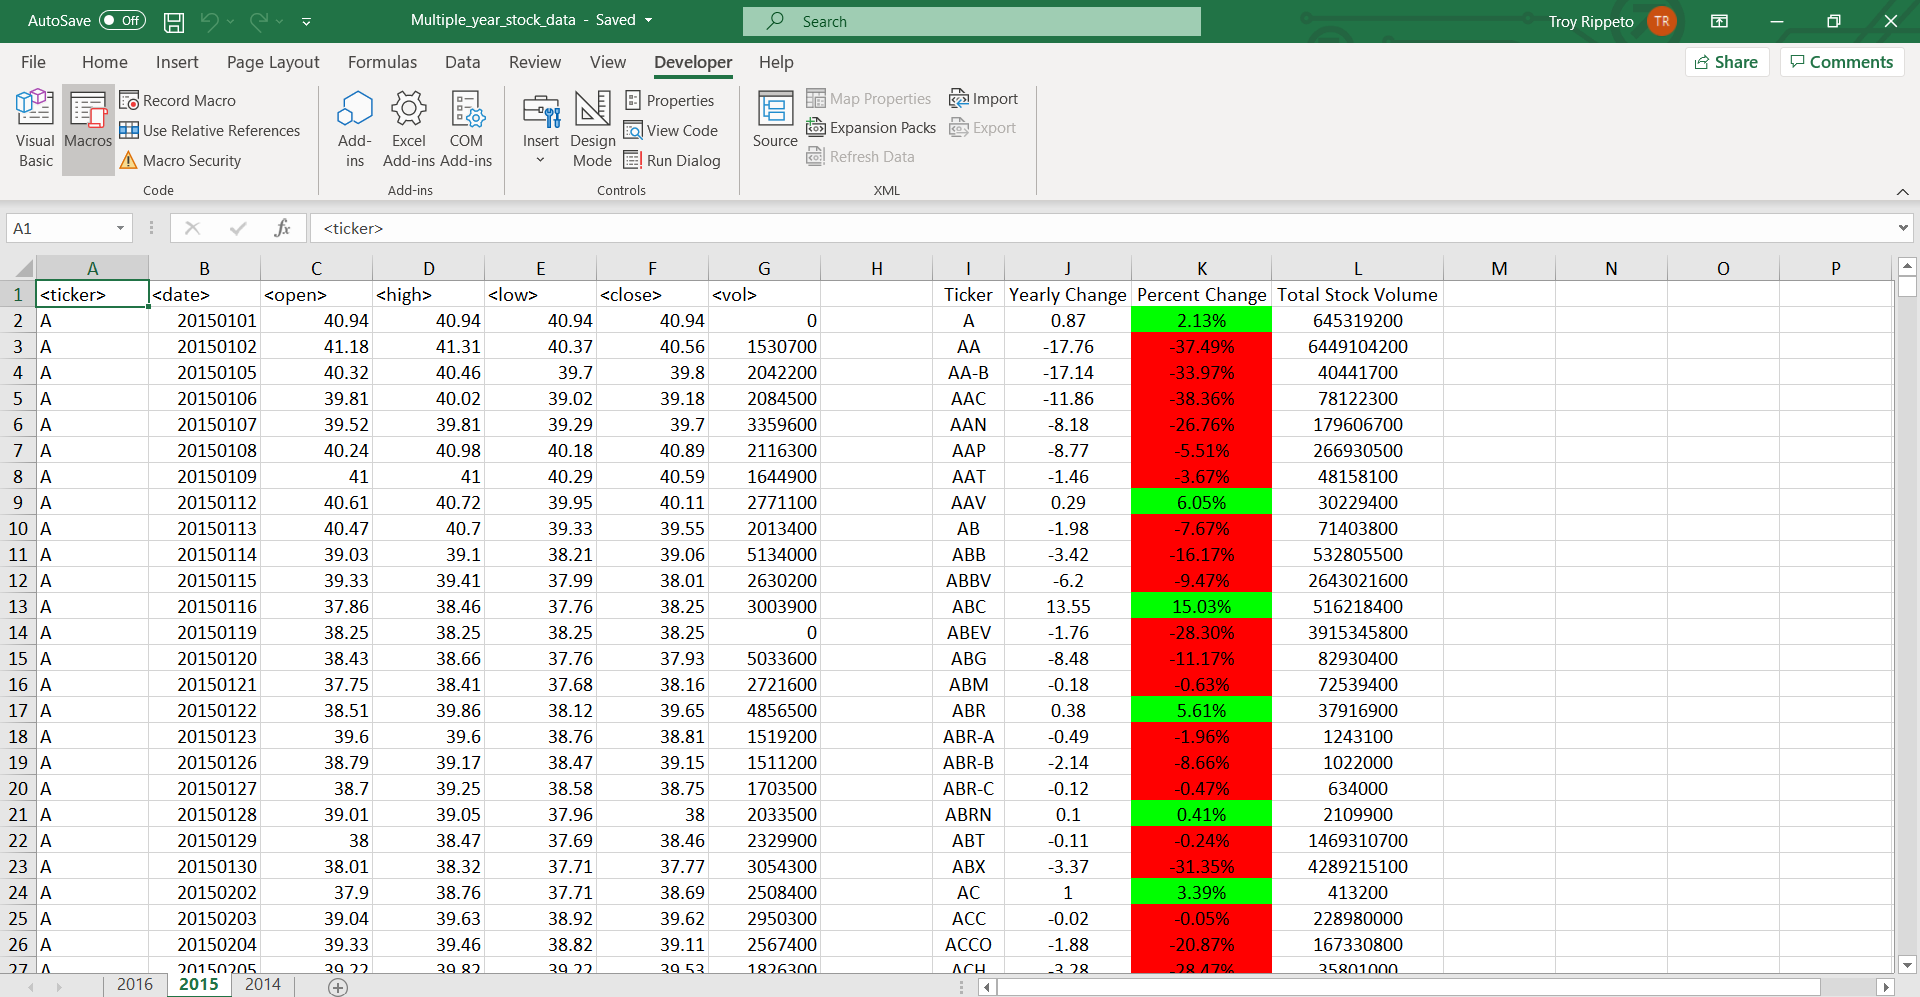 AutoSave Off Multiple_year_stock_data - Saved Search Troy Rippeto TR
File Home Insert Page Layout Formulas Data Review View Developer Help Share Comments
Visual Basic
Macros
Record Macro
Use Relative References
Macro Security
Code
Add-ins
Excel Add-ins
COM Add-ins
Add-ins
Insert
Design Mode
Properties
View Code
Run Dialog
Controls
Source
Map Properties
Expansion Packs
Refresh Data
Import
Export
XML
A1 fx <ticker>
A B C D E F G H I J K L M N O P
1 <ticker> <date> <open> <high> <low> <close> <vol> Ticker Yearly Change Percent Change Total Stock Volume
2 A 20150101 40.94 40.94 40.94 40.94 0 A 0.87 2.13% 645319200
3 A 20150102 41.18 41.31 40.37 40.56 1530700 AA -17.76 -37.49% 6449104200
4 A 20150105 40.32 40.46 39.7 39.8 2042200 AA-B -17.14 -33.97% 40441700
5 A 20150106 39.81 40.02 39.02 39.18 2084500 AAC -11.86 -38.36% 78122300
6 A 20150107 39.52 39.81 39.29 39.7 3359600 AAN -8.18 -26.76% 179606700
7 A 20150108 40.24 40.98 40.18 40.89 2116300 AAP -8.77 -5.51% 266930500
8 A 20150109 41 41 40.29 40.59 1644900 AAT -1.46 -3.67% 48158100
9 A 20150112 40.61 40.72 39.95 40.11 2771100 AAV 0.29 6.05% 30229400
10 A 20150113 40.47 40.7 39.33 39.55 2013400 AB -1.98 -7.67% 71403800
11 A 20150114 39.03 39.1 38.21 39.06 5134000 ABB -3.42 -16.17% 532805500
12 A 20150115 39.33 39.41 37.99 38.01 2630200 ABBV -6.2 -9.47% 2643021600
13 A 20150116 37.86 38.46 37.76 38.25 3003900 ABC 13.55 15.03% 516218400
14 A 20150119 38.25 38.25 38.25 38.25 0 ABEV -1.76 -28.30% 3915345800
15 A 20150120 38.43 38.66 37.76 37.93 5033600 ABG -8.48 -11.17% 82930400
16 A 20150121 37.75 38.41 37.68 38.16 2721600 ABM -0.18 -0.63% 72539400
17 A 20150122 38.51 39.86 38.12 39.65 4856500 ABR 0.38 5.61% 37916900
18 A 20150123 39.6 39.6 38.76 38.81 1519200 ABR-A -0.49 -1.96% 1243100
19 A 20150126 38.79 39.17 38.47 39.15 1511200 ABR-B -2.14 -8.66% 1022000
20 A 20150127 38.7 39.25 38.58 38.75 1703500 ABR-C -0.12 -0.47% 634000
21 A 20150128 39.01 39.05 37.96 38 2033500 ABRN 0.1 0.41% 2109900
22 A 20150129 38 38.47 37.69 38.46 2329900 ABT -0.11 -0.24% 1469310700
23 A 20150130 38.01 38.32 37.71 37.77 3054300 ABX -3.37 -31.35% 4289215100
24 A 20150202 37.9 38.76 37.71 38.69 2508400 AC 1 3.39% 413200
25 A 20150203 39.04 39.63 38.92 39.62 2950300 ACC -0.02 -0.05% 228980000
26 A 20150204 39.33 39.46 38.82 39.11 2567400 ACCO -1.88 -20.87% 167330800
27 A 20150205 39.22 39.82 39.22 39.53 1826300 ACH -3.28 -28.47% 35801000
2016 2015 2014